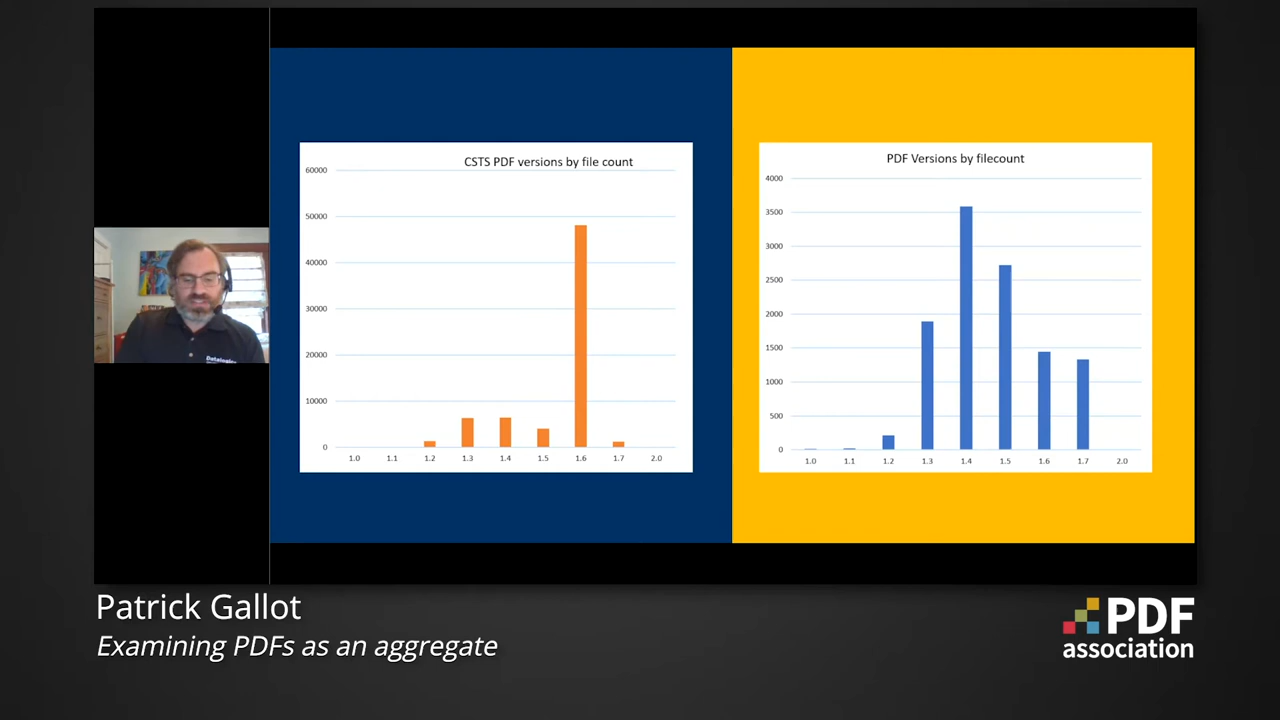 CSTS PDF versions by file count
60000
50000
40000
30000
20000
10000
0
1.0 1.1 1.2 1.3 1.4 1.5 1.6 1.7 2.0
PDF Versions by filecount
4000
3500
3000
2500
2000
1500
1000
500
0
1.0 1.1 1.2 1.3 1.4 1.5 1.6 1.7 2.0
Datalogics
Patrick Gallot
Examining PDFs as an aggregate
PDF
association